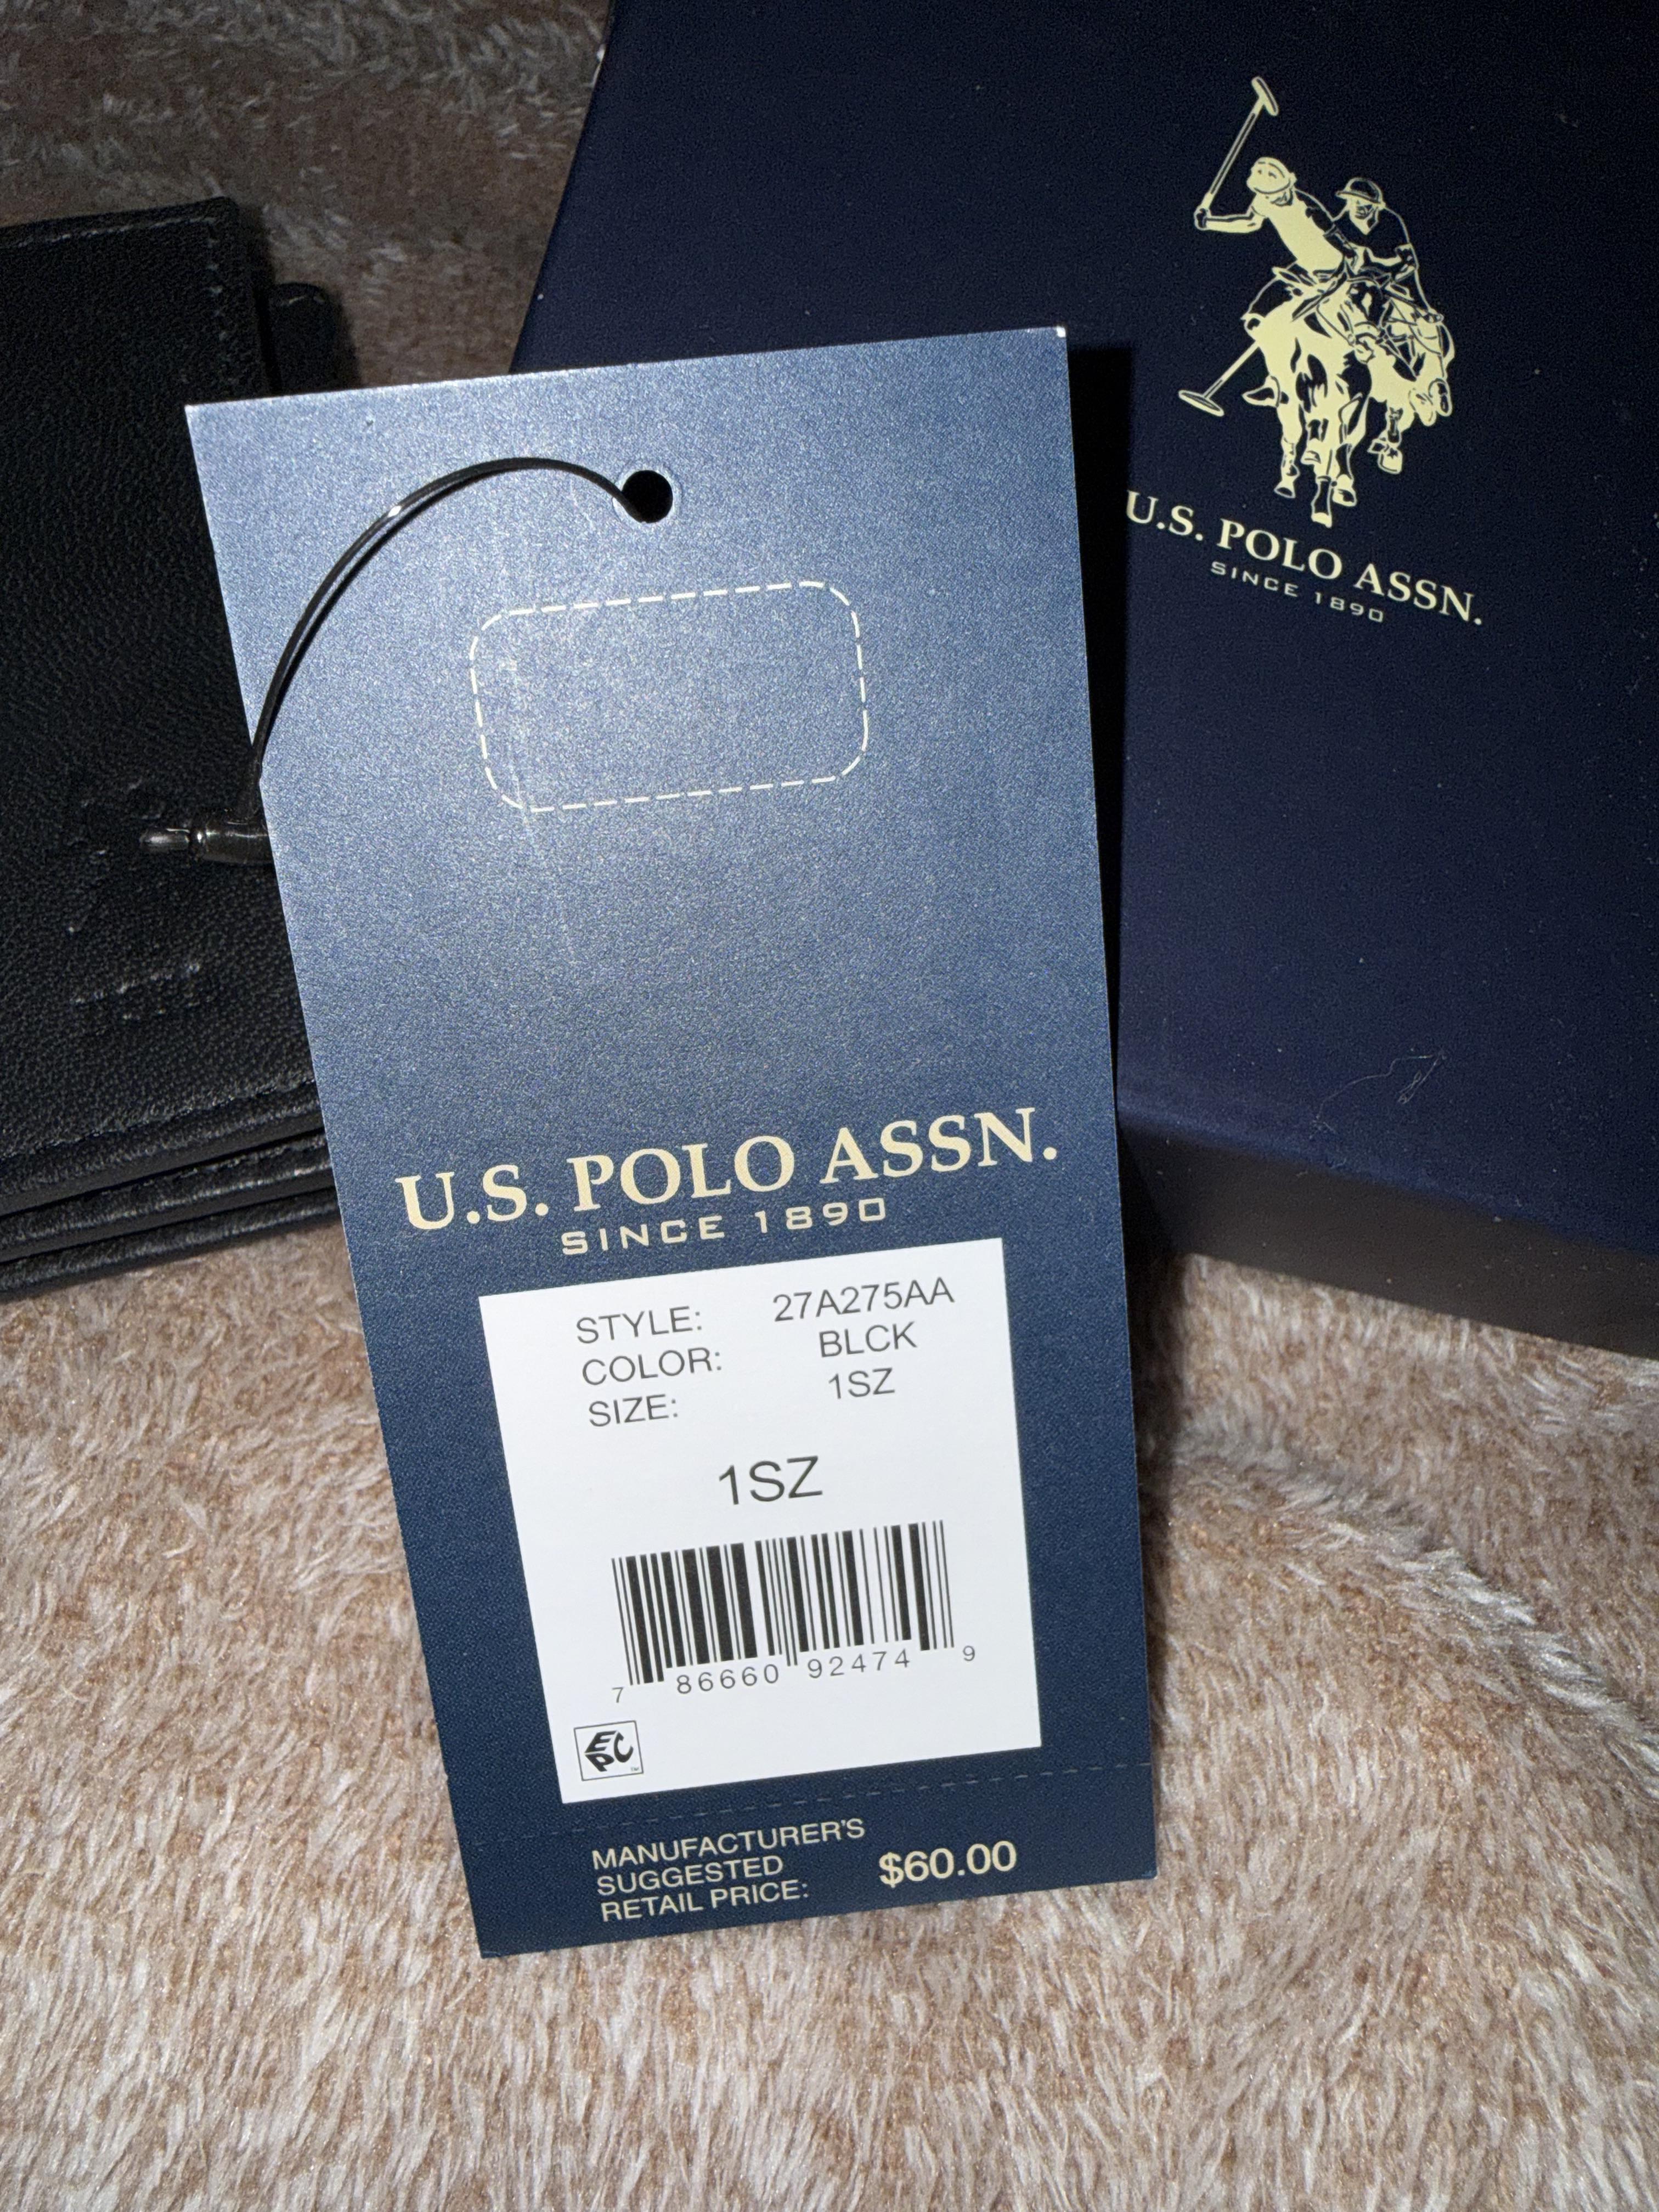 U.S. POLO ASSN.
SINCE 1890
U.S. POLO ASSN.
SINCE 1890
STYLE: 27A275AA
COLOR: BLCK
SIZE: 1SZ
1SZ
7 86660 92474 9
EPC
MANUFACTURER'S
SUGGESTED
RETAIL PRICE: $60.00